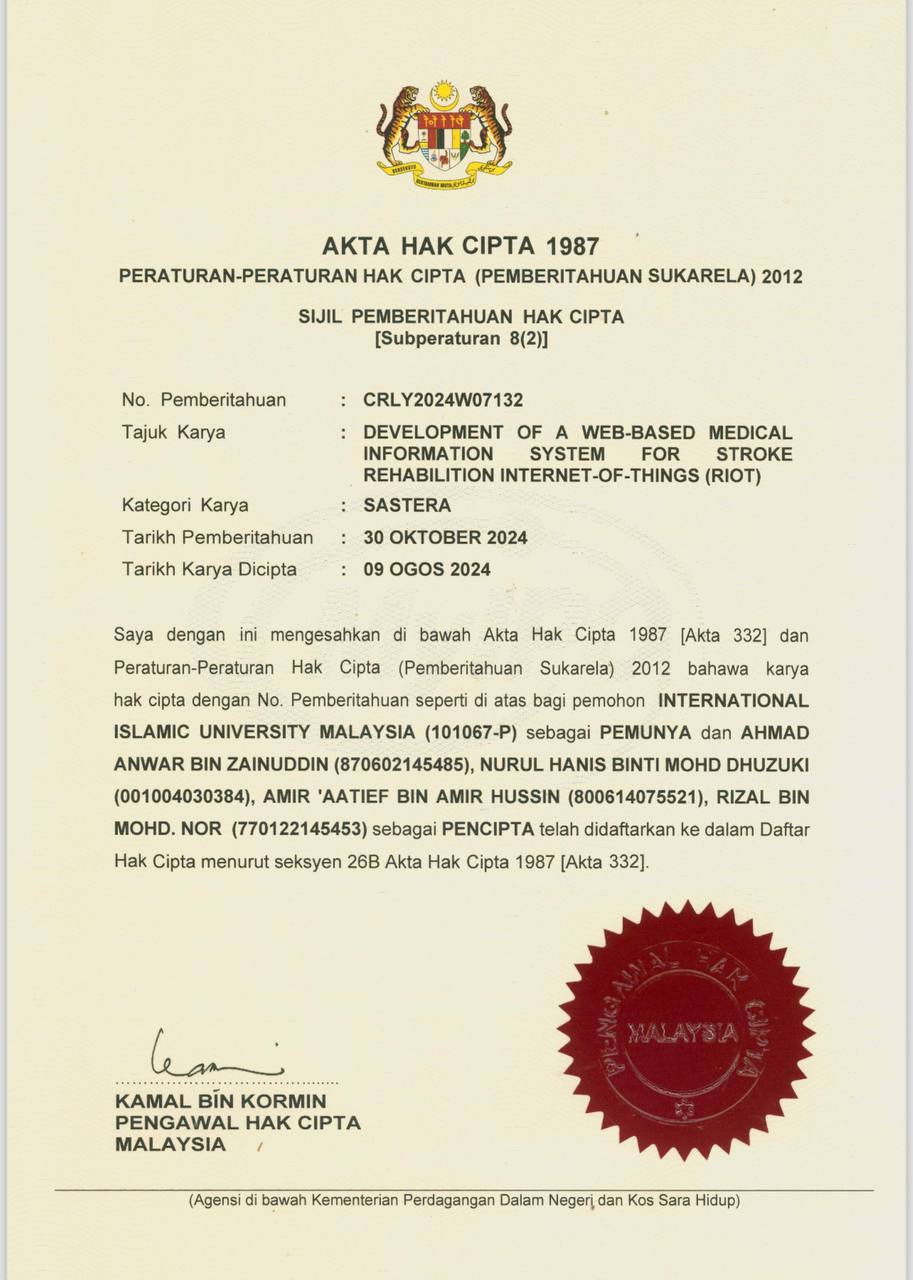 AKTA HAK CIPTA 1987
PERATURAN-PERATURAN HAK CIPTA (PEMBERITAHUAN SUKARELA) 2012
SIJIL PEMBERITAHUAN HAK CIPTA
[Subperaturan 8(2)]
No. Pemberitahuan : CRLY2024W07132
Tajuk Karya : DEVELOPMENT OF A WEB-BASED MEDICAL
INFORMATION SYSTEM FOR STROKE
REHABILITION INTERNET-OF-THINGS (RIOT)
Kategori Karya : SASTERA
Tarikh Pemberitahuan : 30 OKTOBER 2024
Tarikh Karya Dicipta : 09 OGOS 2024
Saya dengan ini mengesahkan di bawah Akta Hak Cipta 1987 [Akta 332] dan
Peraturan-Peraturan Hak Cipta (Pemberitahuan Sukarela) 2012 bahawa karya
hak cipta dengan No. Pemberitahuan seperti di atas bagi pemohon INTERNATIONAL
ISLAMIC UNIVERSITY MALAYSIA (101067-P) sebagai PEMUNYA dan AHMAD
ANWAR BIN ZAINUDDIN (870602145485), NURUL HANIS BINTI MOHD DHUZUKI
(001004030384), AMIR 'AATIEF BIN AMIR HUSSIN (800614075521), RIZAL BIN
MOHD. NOR (770122145453) sebagai PENCIPTA telah didaftarkan ke dalam Daftar
Hak Cipta menurut seksyen 26B Akta Hak Cipta 1987 [Akta 332].
PENGAWAL HAK CIPTA
MALAYSIA
KAMAL BIN KORMIN
PENGAWAL HAK CIPTA
MALAYSIA
(Agensi di bawah Kementerian Perdagangan Dalam Negeri dan Kos Sara Hidup)